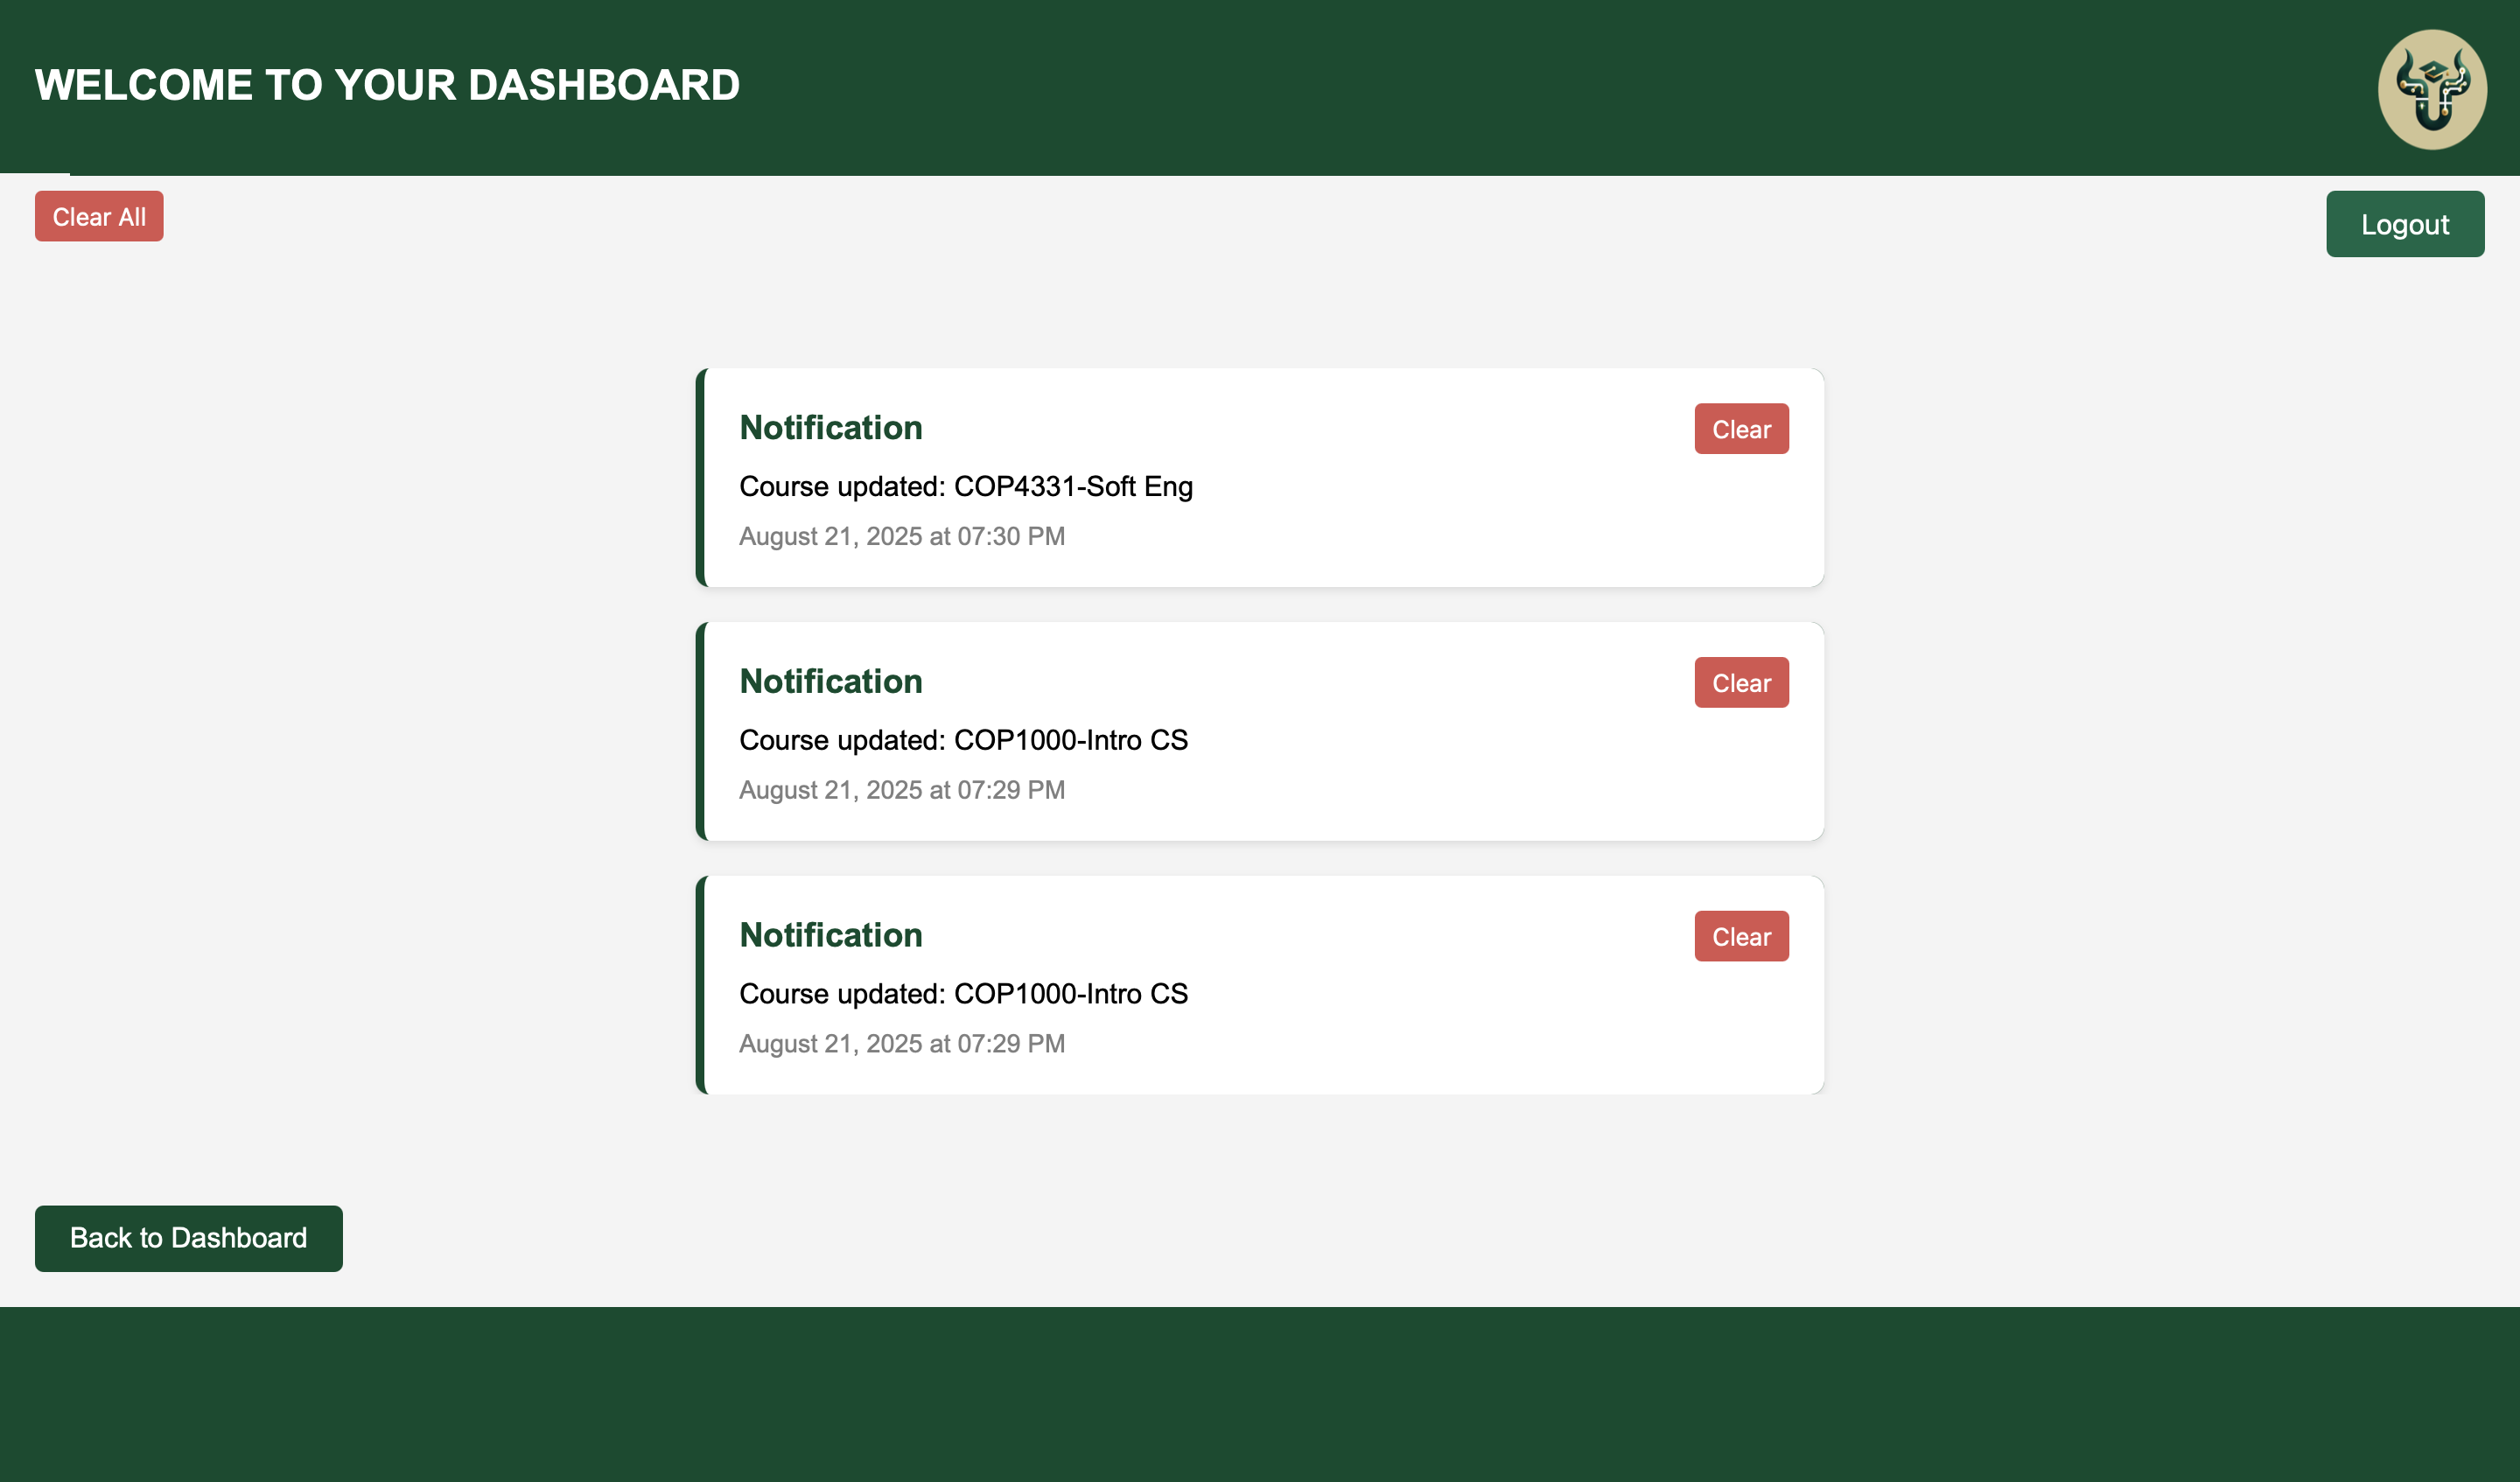 WELCOME TO YOUR DASHBOARD
Clear All
Logout
Notification
Clear
Course updated: COP4331-Soft Eng
August 21, 2025 at 07:30 PM
Notification
Clear
Course updated: COP1000-Intro CS
August 21, 2025 at 07:29 PM
Notification
Clear
Course updated: COP1000-Intro CS
August 21, 2025 at 07:29 PM
Back to Dashboard